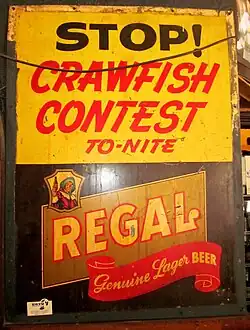 STOP!
CRAWFISH
CONTEST
TO-NITE
REGAL
Genuine Lager BEER